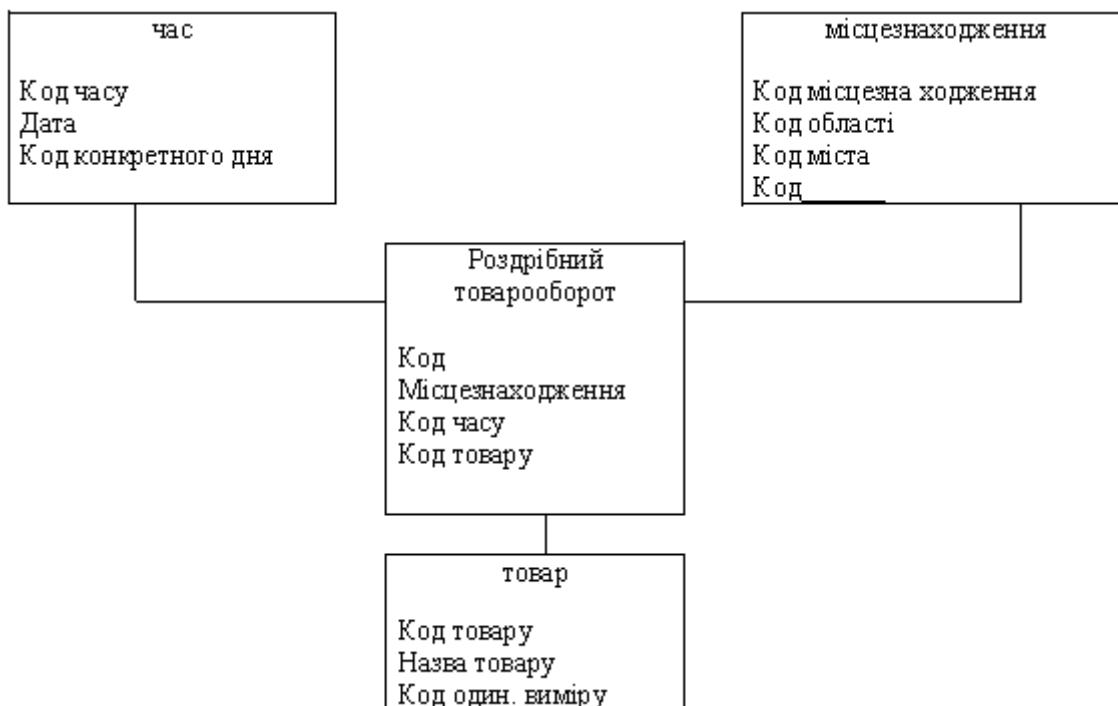 час
Код часу
Дата
Код конкретного дня
місцезнаходження
Код місцезна ходження
Код області
Код міста
Код______
Роздрібний
товарооборот
Код
Місцезнаходження
Код часу
Код товару
товар
Код товару
Назва товару
Код один. виміру